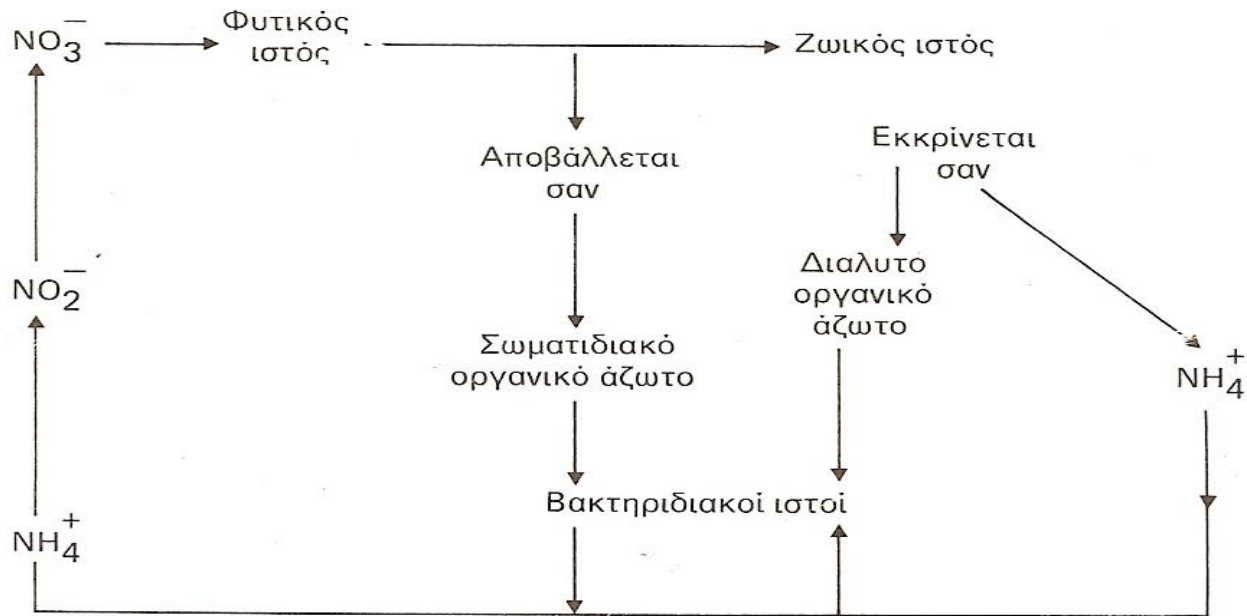 NO₃⁻
Φυτικός
ιστός
Ζωικός ιστός
Αποβάλλεται
σαν
Εκκρίνεται
σαν
NO₂⁻
Διαλυτο
οργανικό
άζωτο
Σωματιδιακό
οργανικό άζωτο
NH₄⁺
Βακτηριδιακοί ιστοί
NH₄⁺